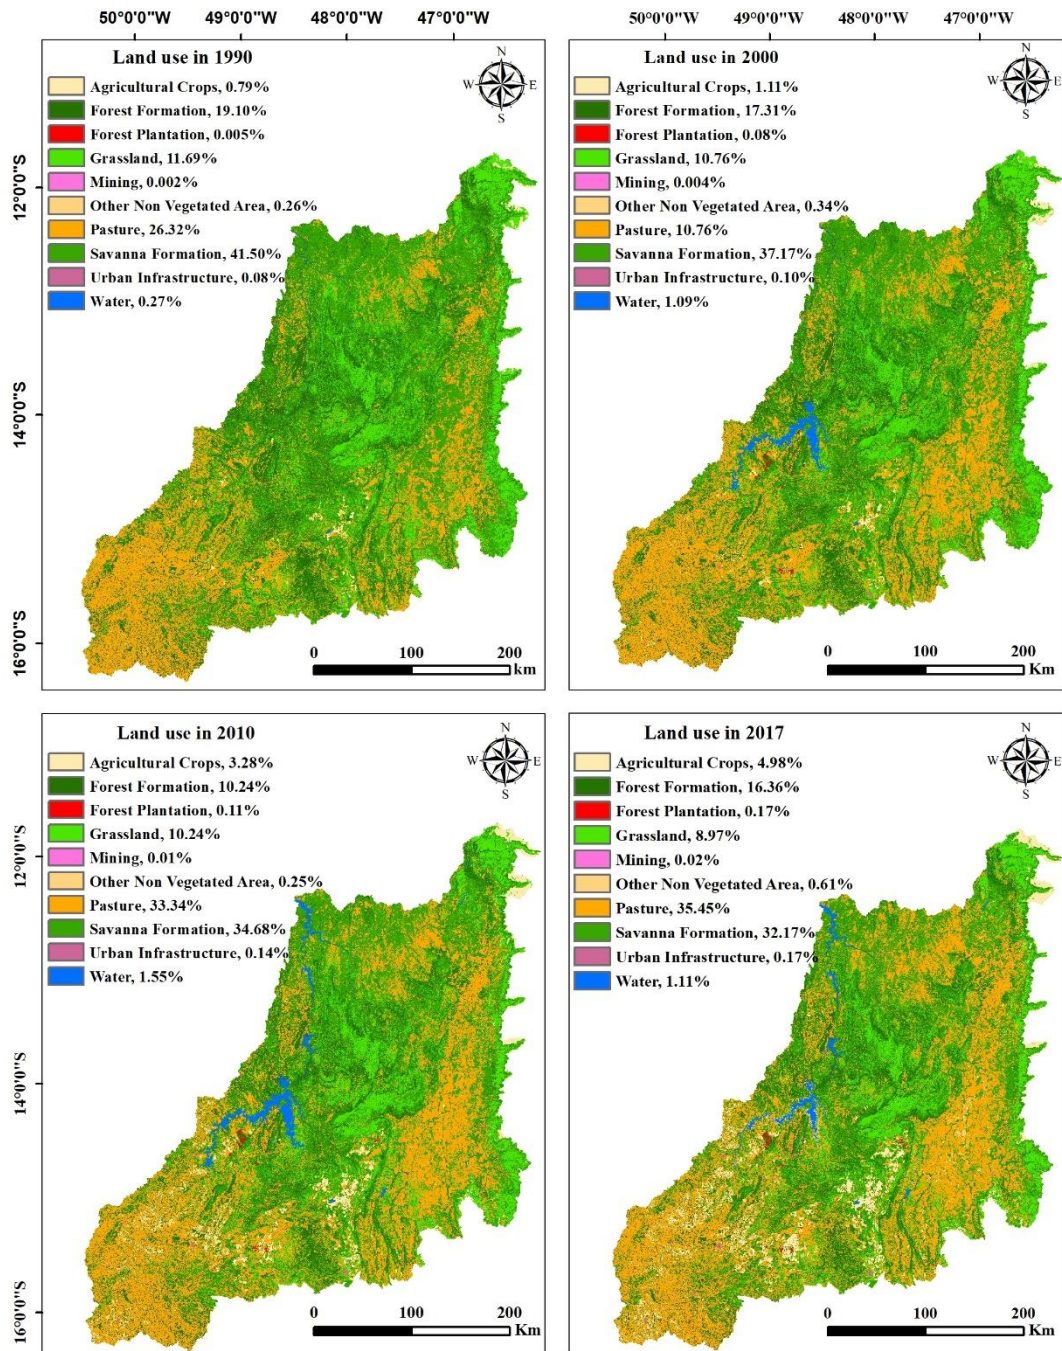 50°0'0"W 49°0'0"W 48°0'0"W 47°0'0"W
50°0'0"W 49°0'0"W 48°0'0"W 47°0'0"W
Land use in 1990
Agricultural Crops, 0.79%
Forest Formation, 19.10%
Forest Plantation, 0.005%
Grassland, 11.69%
Mining, 0.002%
Other Non Vegetated Area, 0.26%
Pasture, 26.32%
Savanna Formation, 41.50%
Urban Infrastructure, 0.08%
Water, 0.27%
N
W E
S
12°0'0"S
14°0'0"S
16°0'0"S
0 100 200
km
Land use in 2000
Agricultural Crops, 1.11%
Forest Formation, 17.31%
Forest Plantation, 0.08%
Grassland, 10.76%
Mining, 0.004%
Other Non Vegetated Area, 0.34%
Pasture, 10.76%
Savanna Formation, 37.17%
Urban Infrastructure, 0.10%
Water, 1.09%
N
W E
S
0 100 200
Km
Land use in 2010
Agricultural Crops, 3.28%
Forest Formation, 10.24%
Forest Plantation, 0.11%
Grassland, 10.24%
Mining, 0.01%
Other Non Vegetated Area, 0.25%
Pasture, 33.34%
Savanna Formation, 34.68%
Urban Infrastructure, 0.14%
Water, 1.55%
N
W E
S
12°0'0"S
14°0'0"S
16°0'0"S
0 100 200
Km
Land use in 2017
Agricultural Crops, 4.98%
Forest Formation, 16.36%
Forest Plantation, 0.17%
Grassland, 8.97%
Mining, 0.02%
Other Non Vegetated Area, 0.61%
Pasture, 35.45%
Savanna Formation, 32.17%
Urban Infrastructure, 0.17%
Water, 1.11%
N
W E
S
0 100 200
Km